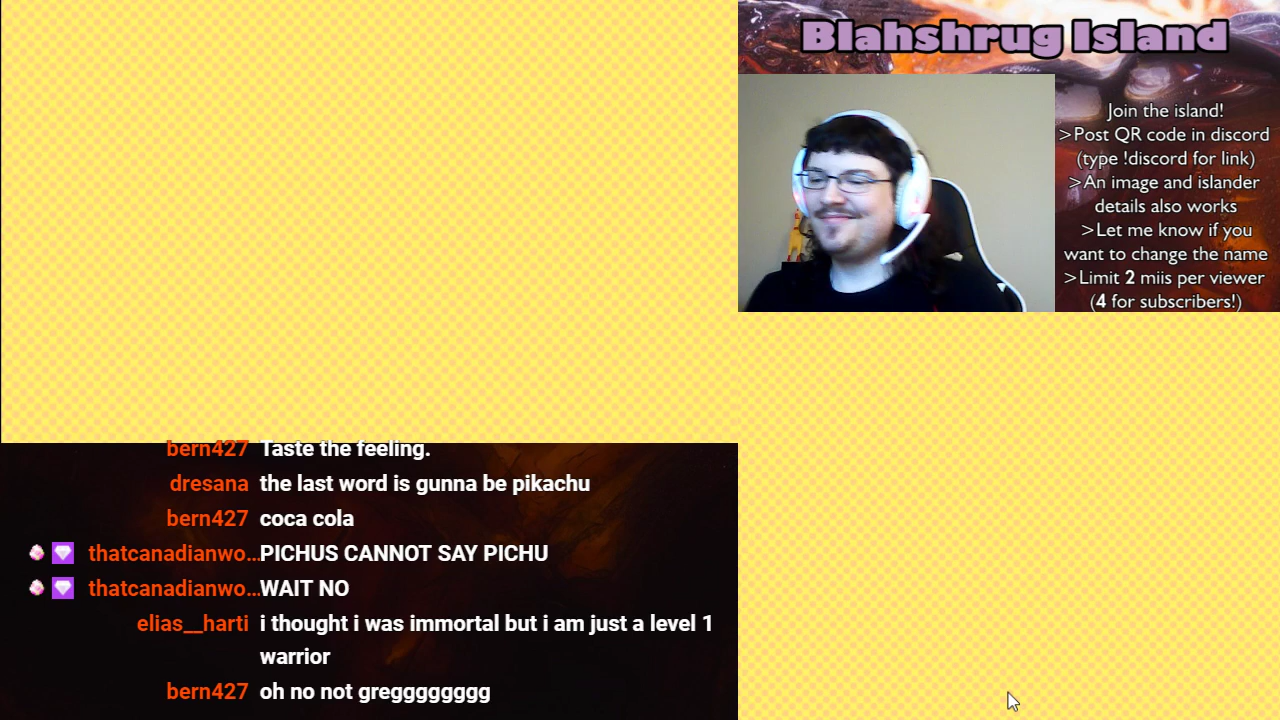 Blahshrug Island
Join the island!
>Post QR code in discord
(type !discord for link)
>An image and islander
details also works
>Let me know if you
want to change the name
>Limit 2 miis per viewer
(4 for subscribers!)
bern427 Taste the feeling.
dresana the last word is gunna be pikachu
bern427 coca cola
thatcanadianwo... PICHUS CANNOT SAY PICHU
thatcanadianwo... WAIT NO
elias__harti i thought i was immortal but i am just a level 1
warrior
bern427 oh no not gregggggggg